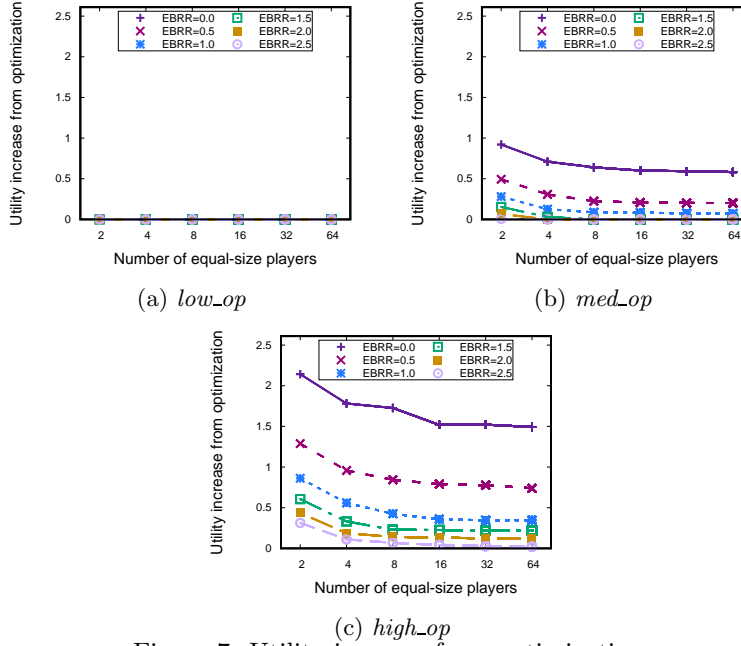 Utility increase from optimization
2.5
2
1.5
1
0.5
0
EBRR=0.0
EBRR=0.5
EBRR=1.0
EBRR=1.5
EBRR=2.0
EBRR=2.5
2 4 8 16 32 64
Number of equal-size players
(a) low_op
Utility increase from optimization
2.5
2
1.5
1
0.5
0
EBRR=0.0
EBRR=0.5
EBRR=1.0
EBRR=1.5
EBRR=2.0
EBRR=2.5
2 4 8 16 32 64
Number of equal-size players
(b) med_op
Utility increase from optimization
2.5
2
1.5
1
0.5
0
EBRR=0.0
EBRR=0.5
EBRR=1.0
EBRR=1.5
EBRR=2.0
EBRR=2.5
2 4 8 16 32 64
Number of equal-size players
(c) high_op